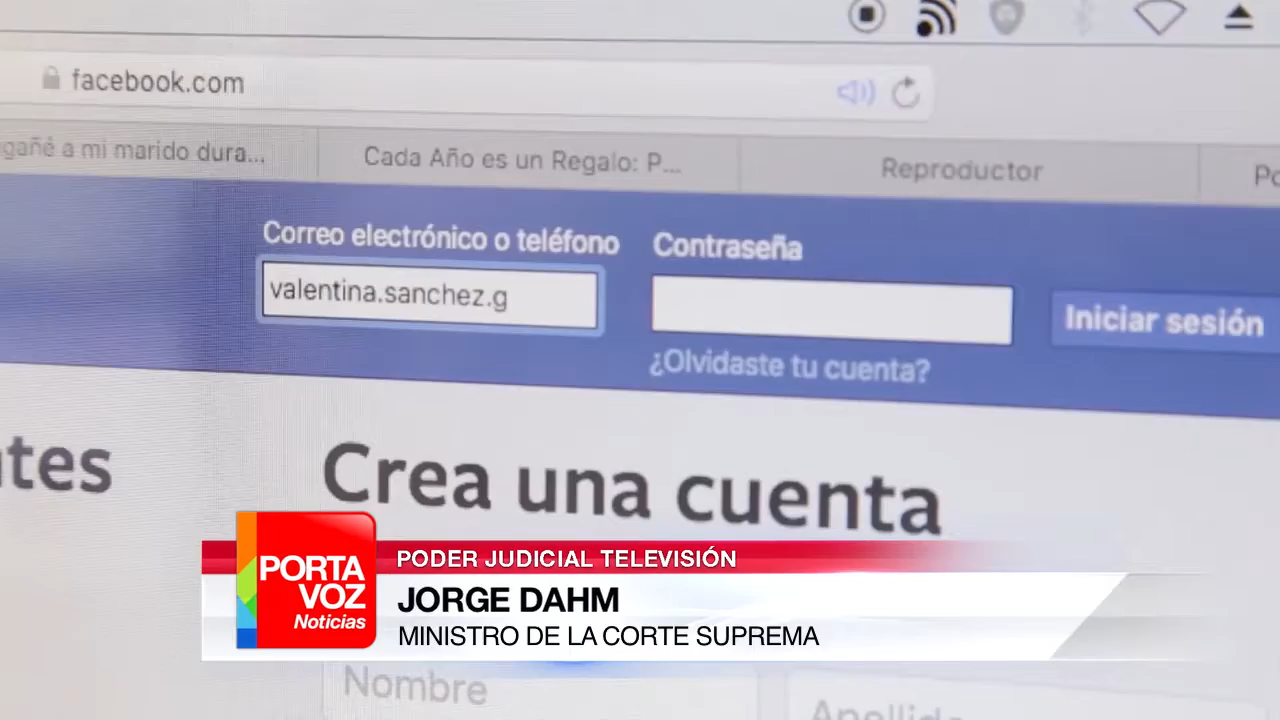 facebook.com
gañé a mi marido dura...
Cada Año es un Regalo: P...
Reproductor
Correo electrónico o teléfono
Contraseña
valentina.sanchez.g
Iniciar sesión
¿Olvidaste tu cuenta?
ntes
Crea una cuenta
PORTA
VOZ
Noticias
PODER JUDICIAL TELEVISIÓN
JORGE DAHM
MINISTRO DE LA CORTE SUPREMA
Nombre